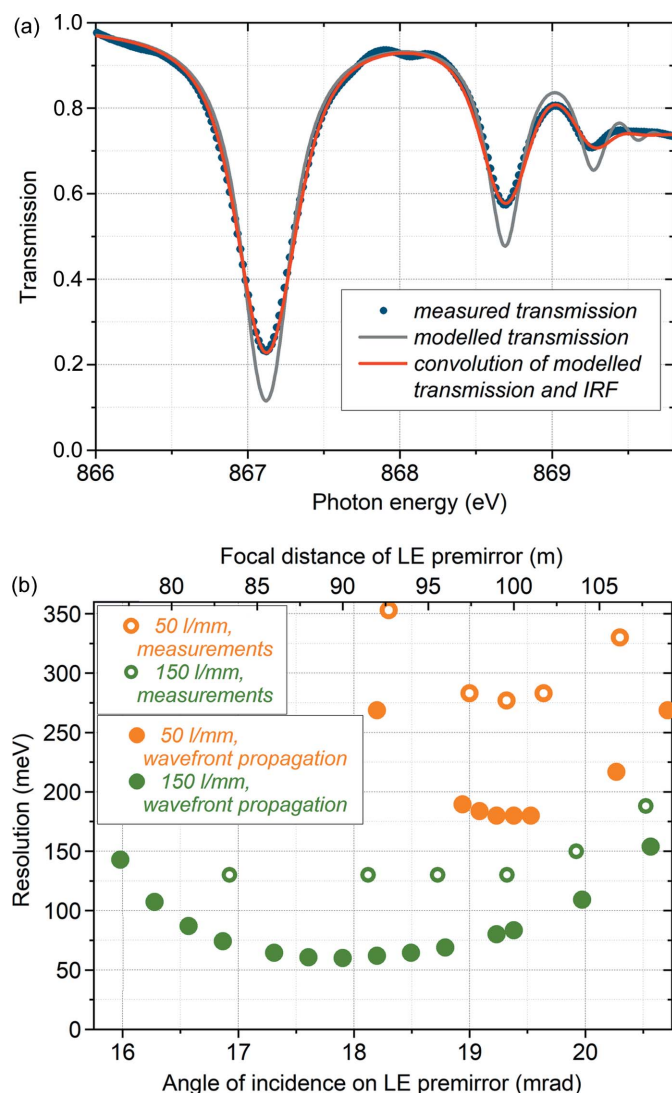 (a)
1.0
0.8
0.6
0.4
0.2
0.0
Transmission
measured transmission
modelled transmission
convolution of modelled
transmission and IRF
866
867
868
869
Photon energy (eV)
Focal distance of LE premirror (m)
(b)
80
85
90
95
100
105
350
300
250
200
150
100
50
0
Resolution (meV)
50 l/mm,
measurements
150 l/mm,
measurements
50 l/mm,
wavefront propagation
150 l/mm,
wavefront propagation
16
17
18
19
20
Angle of incidence on LE premirror (mrad)